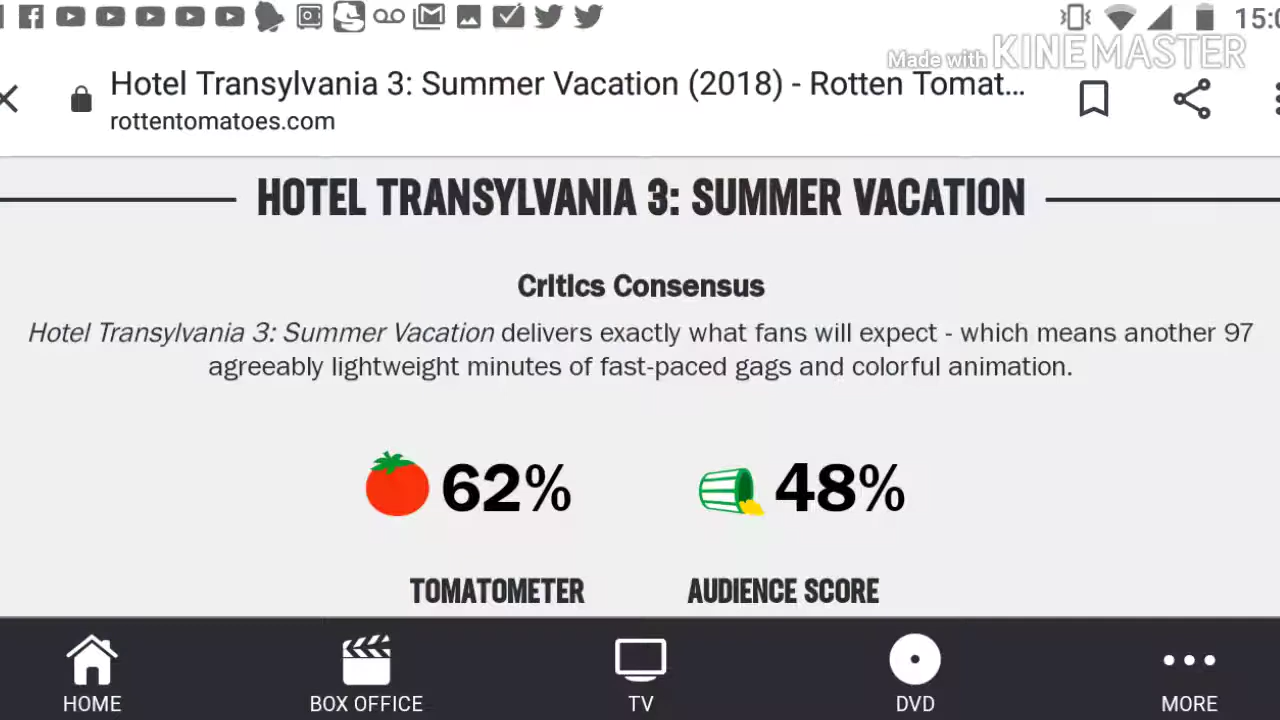 15:0
Made with KINEMASTER
Hotel Transylvania 3: Summer Vacation (2018) - Rotten Tomat...
rottentomatoes.com
HOTEL TRANSYLVANIA 3: SUMMER VACATION
Critics Consensus
Hotel Transylvania 3: Summer Vacation delivers exactly what fans will expect - which means another 97
agreeably lightweight minutes of fast-paced gags and colorful animation.
62% 48%
TOMATOMETER AUDIENCE SCORE
HOME BOX OFFICE TV DVD MORE